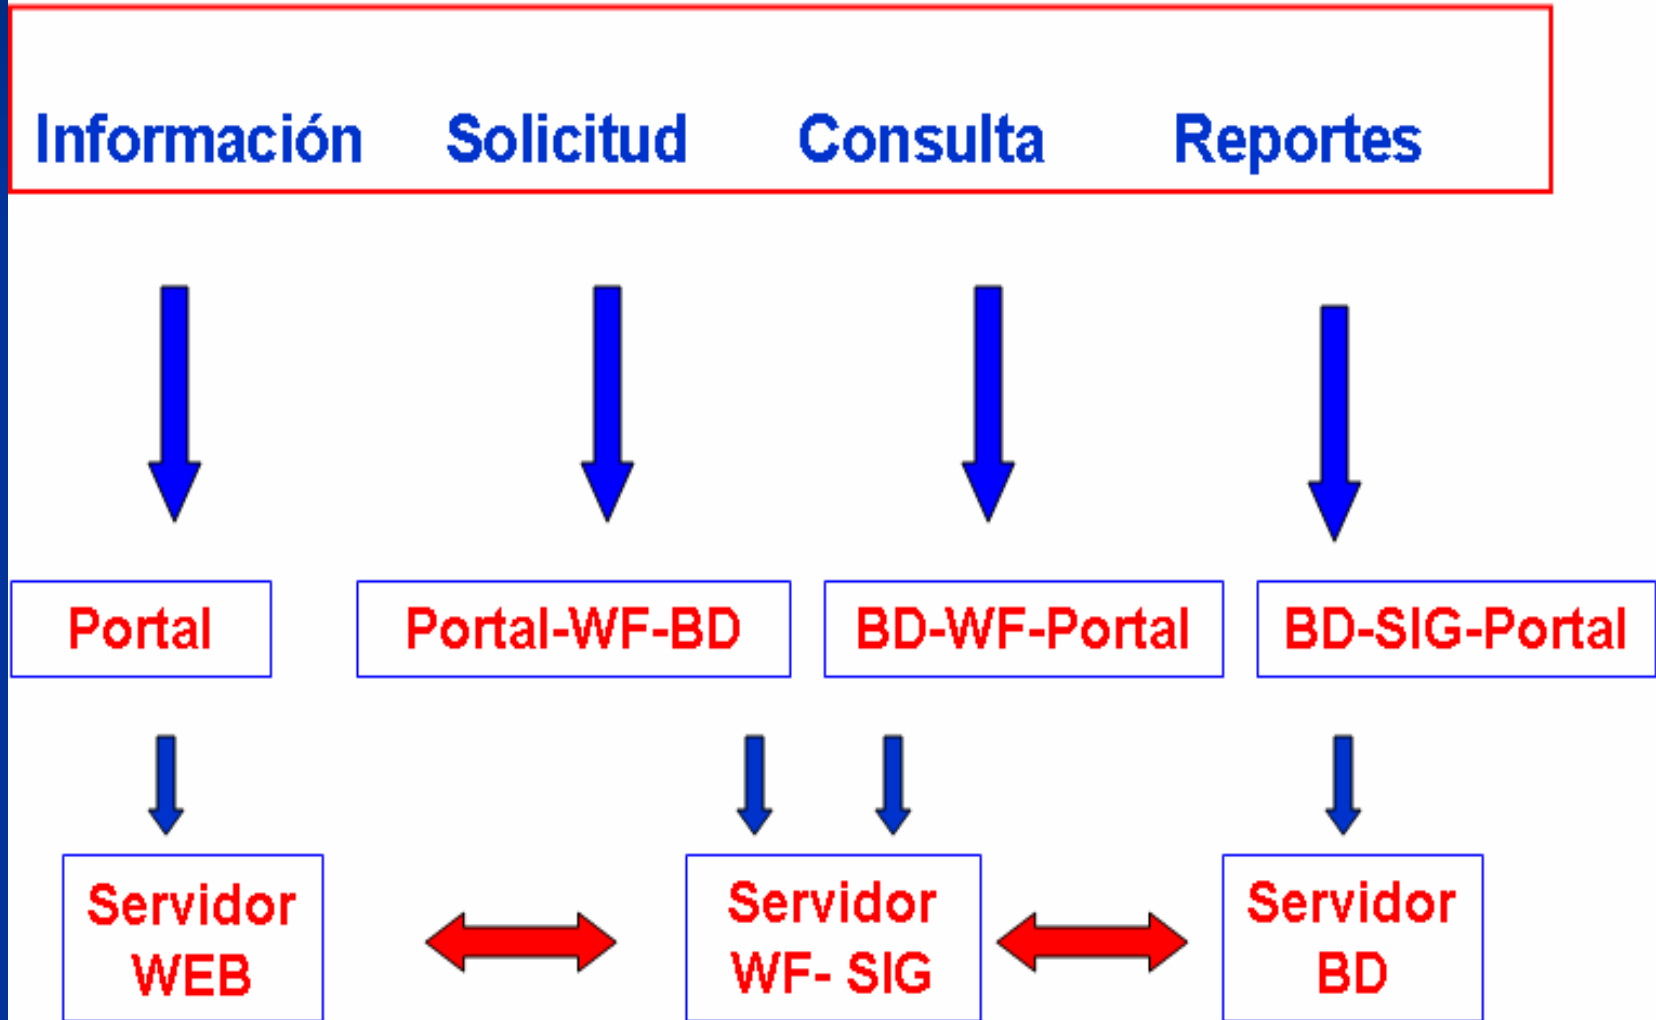 Información Solicitud Consulta Reportes
Portal Portal-WF-BD BD-WF-Portal BD-SIG-Portal
Servidor WEB
Servidor WF- SIG
Servidor BD